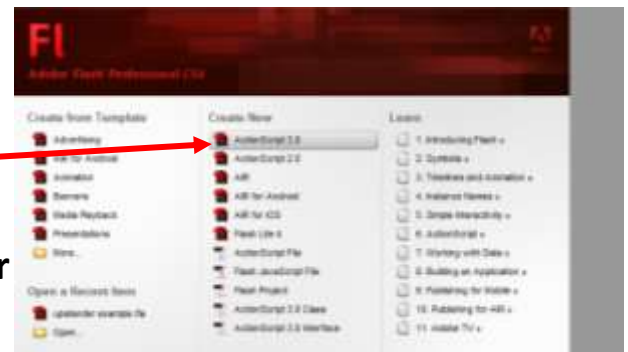 Fl
Adobe Flash Professional
Create from Template
Advertising
AIR for Android
Animation
Banners
Media Playback
Presentations
More...
Open a Recent Item
Open...
Create New
ActionScript 3.0
ActionScript 2.0
AIR
AIR for Android
AIR for iOS
Flash Lite 4
ActionScript File
Flash JavaScript File
Flash Project
ActionScript 3.0 Class
ActionScript 3.0 Interface
Learn
1. Introducing Flash »
2. Symbols »
3. Timelines and Animation »
4. Instance Names »
5. Simple Interactivity »
6. ActionScript »
7. Working with Data »
8. Building an Application »
9. Publishing for Mobile »
10. Publishing for AIR »
11. Adobe TV »
r